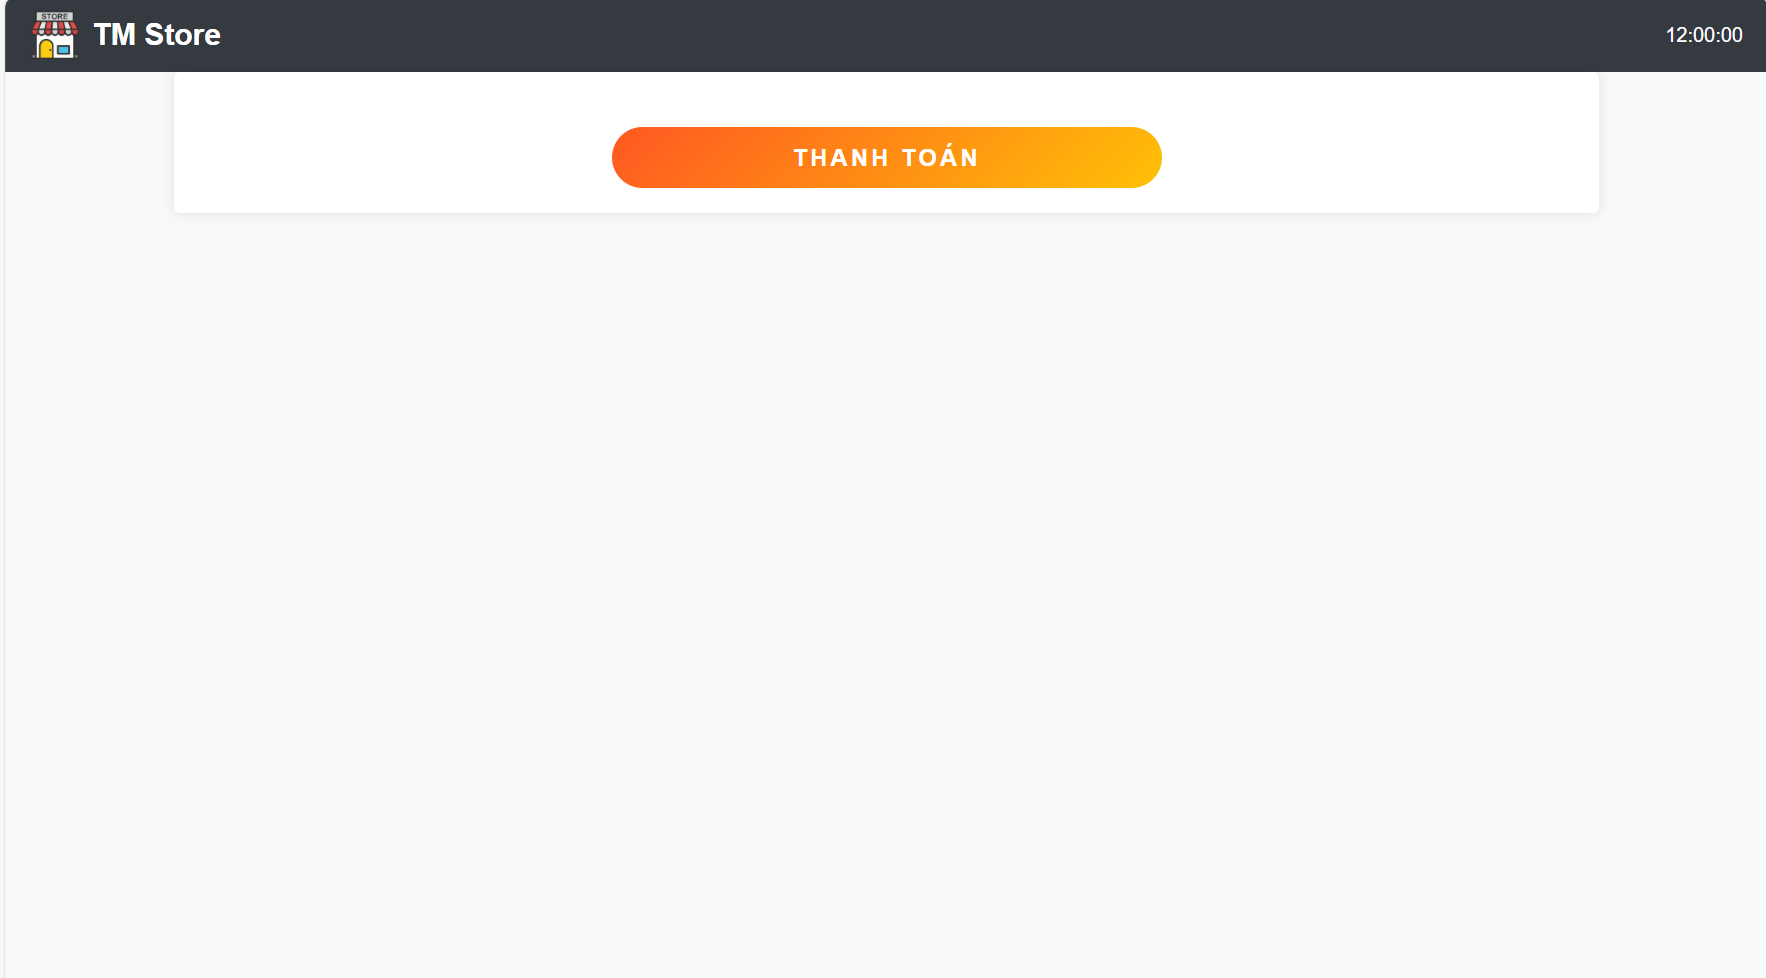 STORE
TM Store
12:00:00
THANH TOÁN